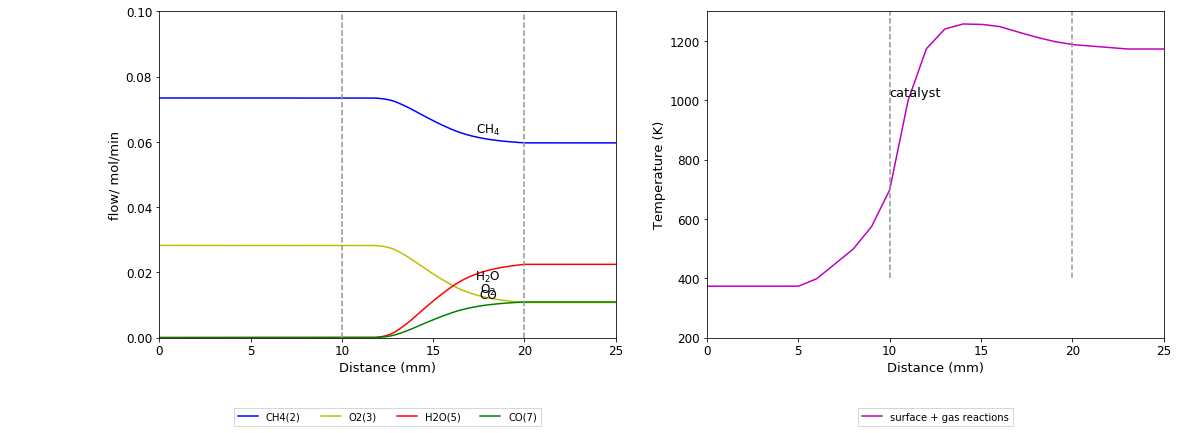 0.10
0.08
0.06
0.04
0.02
0.00
flow/ mol/min
CH4
H2O
O2
CO
0 5 10 15 20 25
Distance (mm)
CH4(2) O2(3) H2O(5) CO(7)
1200
1000
800
600
400
200
Temperature (K)
catalyst
0 5 10 15 20 25
Distance (mm)
surface + gas reactions